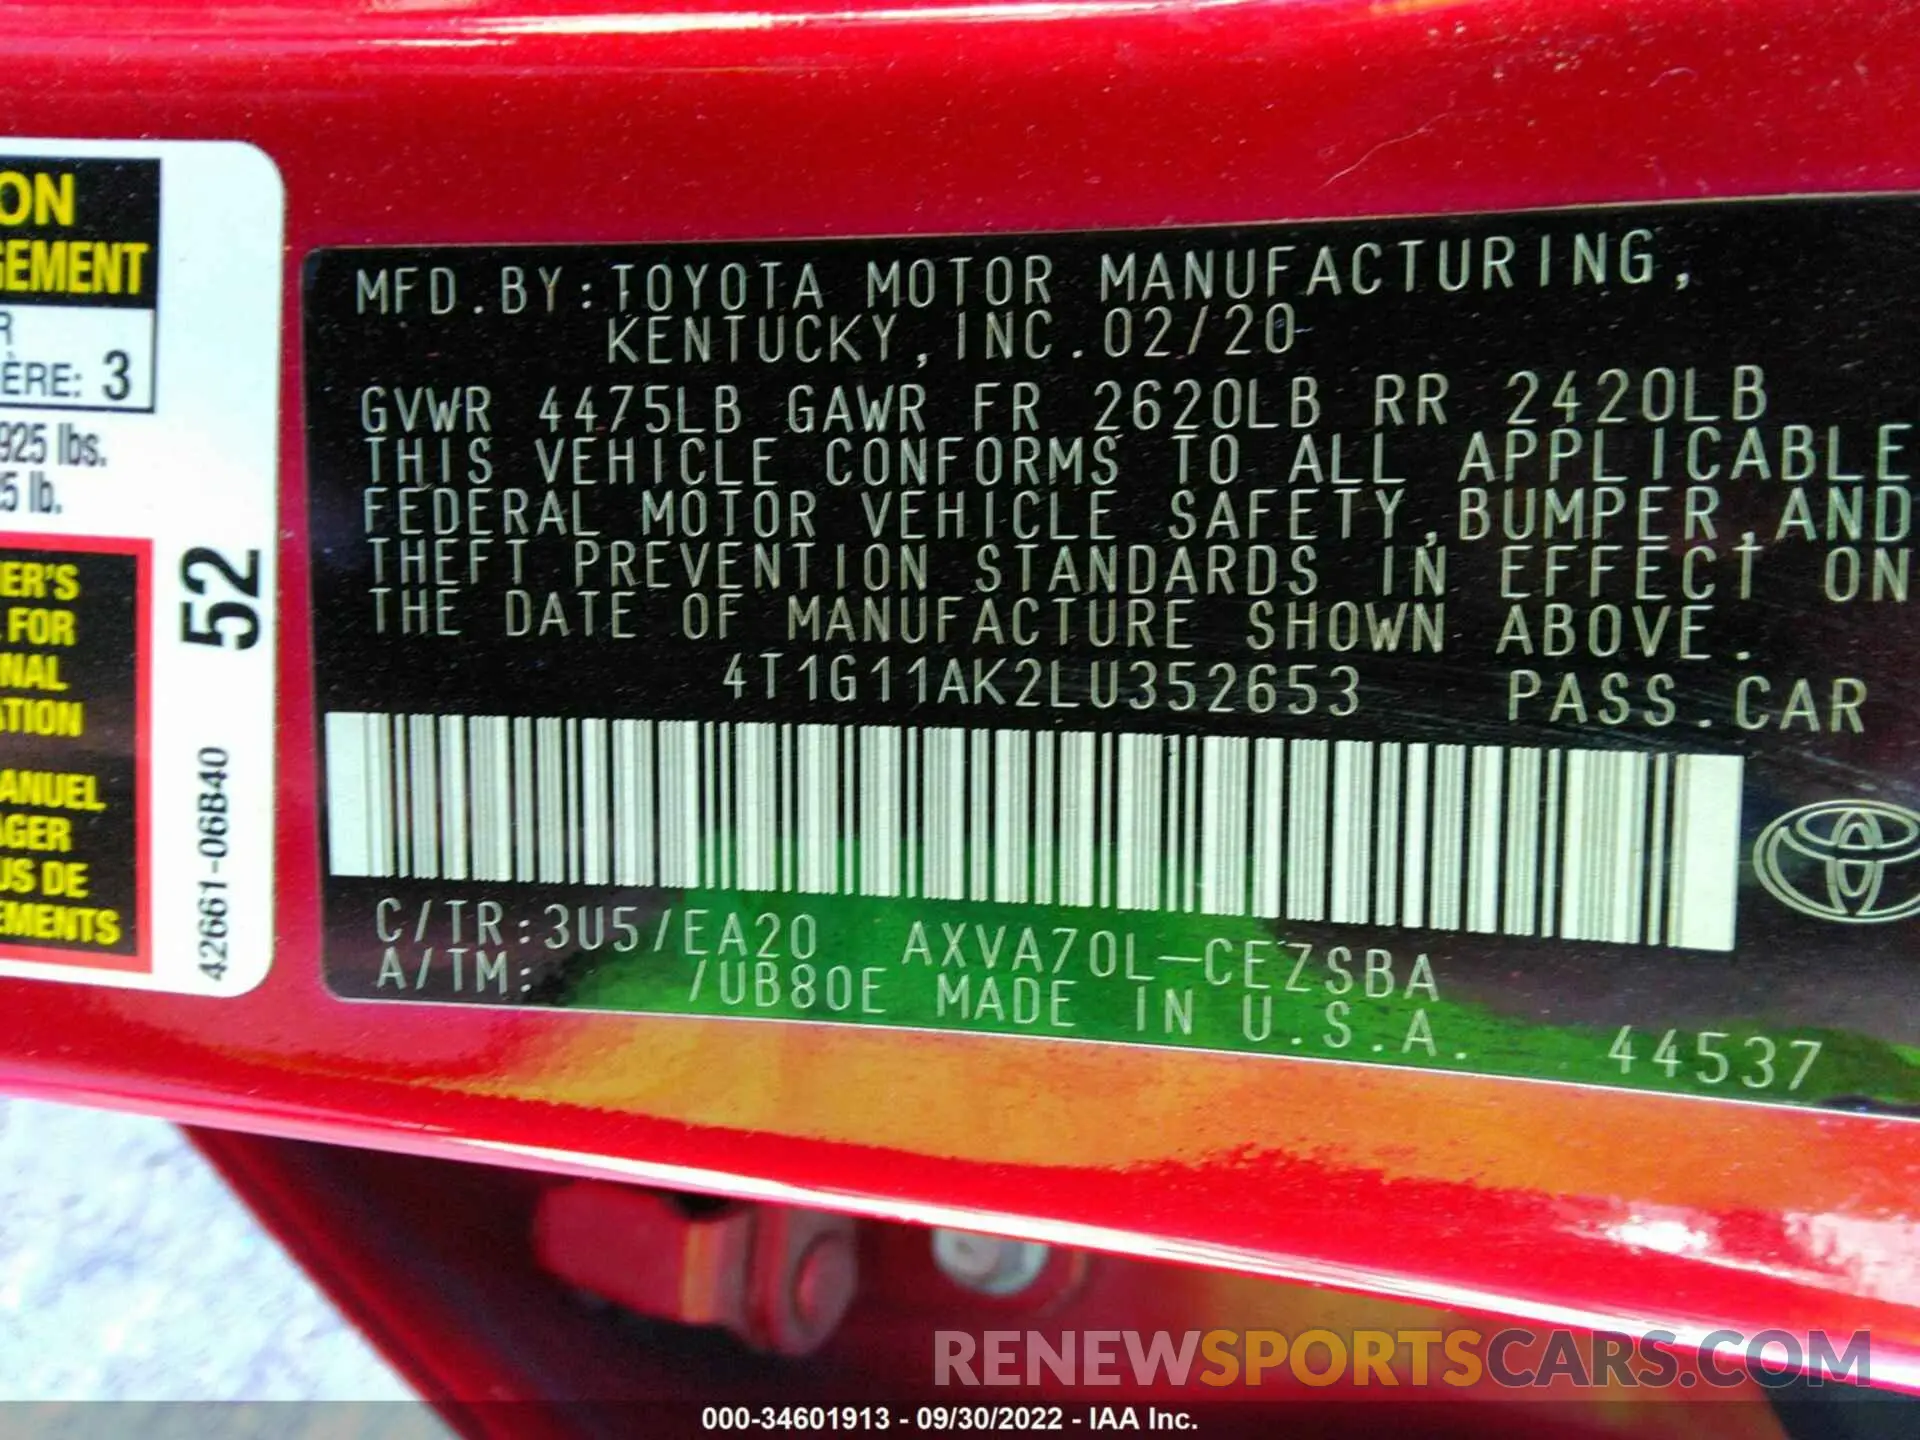 ON
GEMENT
R
ÈRE: 3
925 lbs.
5 lb.
ER'S
FOR
NAL
TION
ANUEL
AGER
US DE
EMENTS
52
42661-06B40
MFD.BY:TOYOTA MOTOR MANUFACTURING,
KENTUCKY,INC.02/20
GVWR 4475LB GAWR FR 2620LB RR 2420LB
THIS VEHICLE CONFORMS TO ALL APPLICABLE
FEDERAL MOTOR VEHICLE SAFETY,BUMPER,AND
THEFT PREVENTION STANDARDS IN EFFECT ON
THE DATE OF MANUFACTURE SHOWN ABOVE.
4T1G11AK2LU352653 PASS.CAR
C/TR:3U5/EA20 AXVA70L-CEZSBA
A/TM: /UB80E MADE IN U.S.A. 44537
RENEWSPORTSCARS.COM
000-34601913 - 09/30/2022 - IAA Inc.